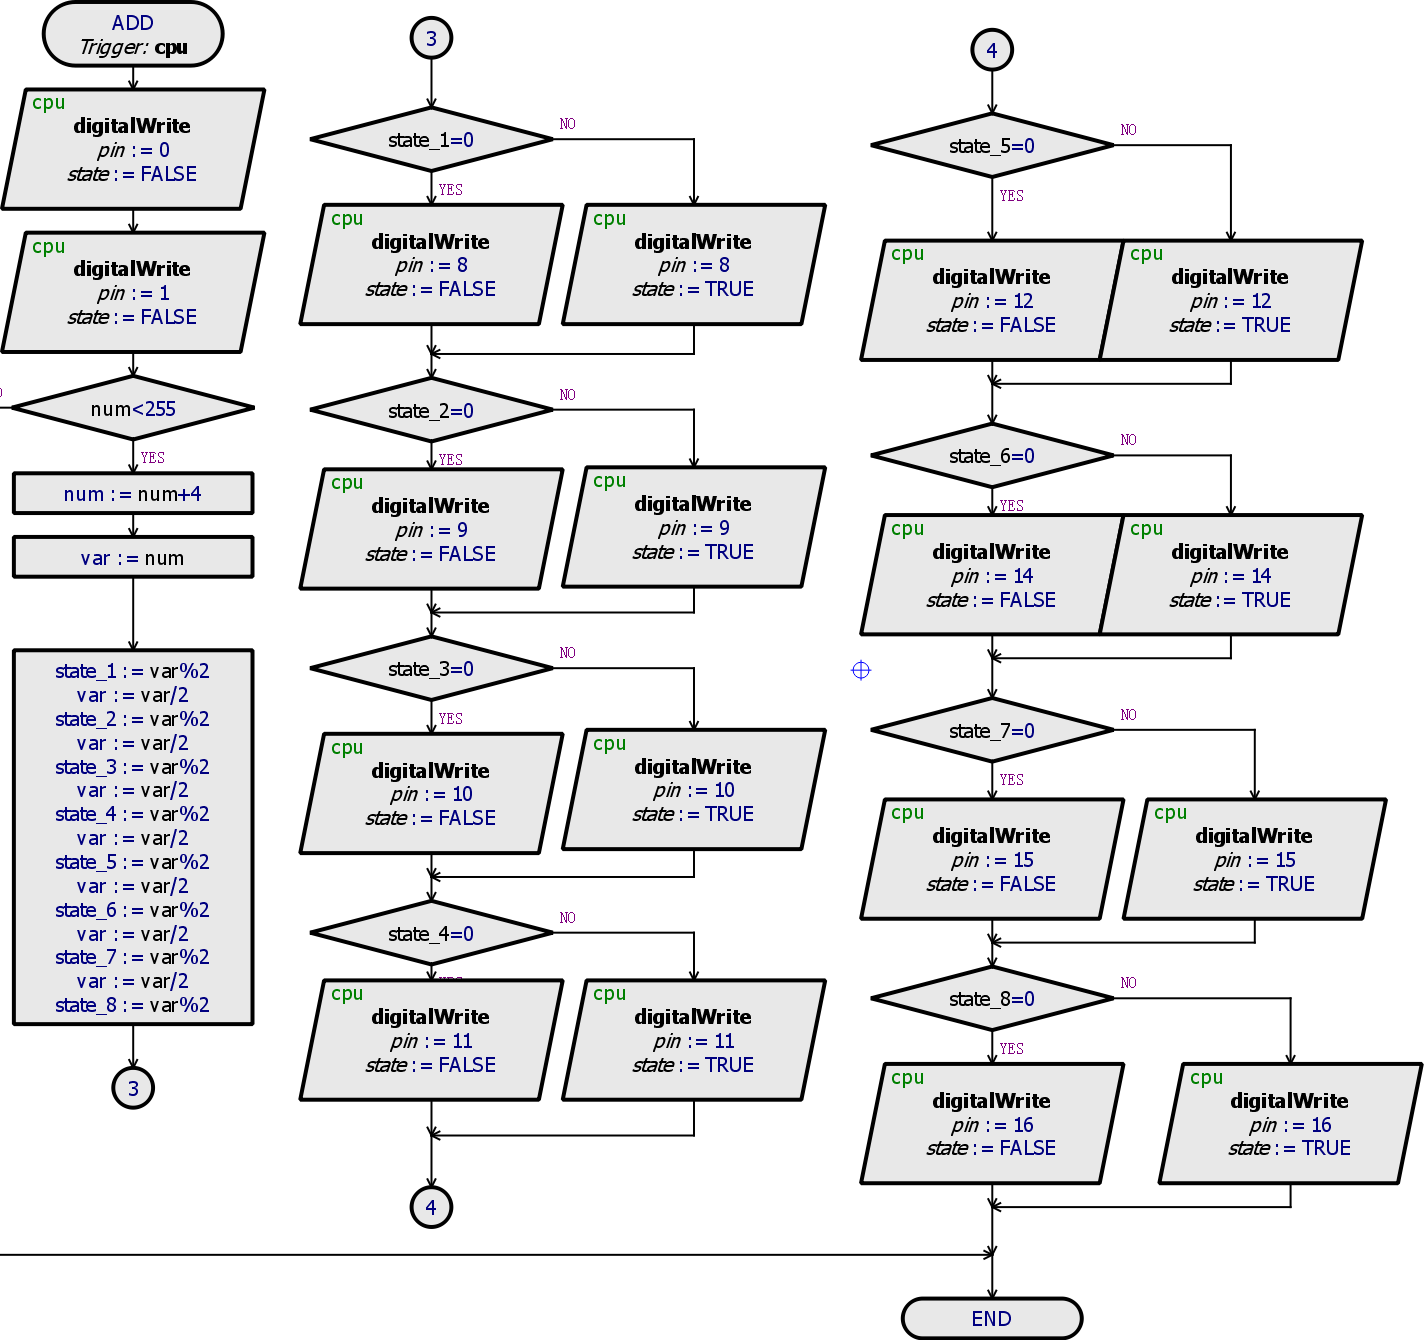 ADD
Trigger: cpu
cpu
digitalWrite
pin := 0
state := FALSE
cpu
digitalWrite
pin := 1
state := FALSE
num<255
YES
num := num+4
var := num
state_1 := var%2
var := var/2
state_2 := var%2
var := var/2
state_3 := var%2
var := var/2
state_4 := var%2
var := var/2
state_5 := var%2
var := var/2
state_6 := var%2
var := var/2
state_7 := var%2
var := var/2
state_8 := var%2
3
3
state_1=0
NO
YES
cpu
digitalWrite
pin := 8
state := FALSE
cpu
digitalWrite
pin := 8
state := TRUE
state_2=0
NO
YES
cpu
digitalWrite
pin := 9
state := FALSE
cpu
digitalWrite
pin := 9
state := TRUE
state_3=0
NO
YES
cpu
digitalWrite
pin := 10
state := FALSE
cpu
digitalWrite
pin := 10
state := TRUE
state_4=0
NO
cpu
digitalWrite
pin := 11
state := FALSE
cpu
digitalWrite
pin := 11
state := TRUE
4
4
state_5=0
NO
YES
cpu
digitalWrite
pin := 12
state := FALSE
cpu
digitalWrite
pin := 12
state := TRUE
state_6=0
NO
YES
cpu
digitalWrite
pin := 14
state := FALSE
cpu
digitalWrite
pin := 14
state := TRUE
state_7=0
NO
YES
cpu
digitalWrite
pin := 15
state := FALSE
cpu
digitalWrite
pin := 15
state := TRUE
state_8=0
NO
YES
cpu
digitalWrite
pin := 16
state := FALSE
cpu
digitalWrite
pin := 16
state := TRUE
END